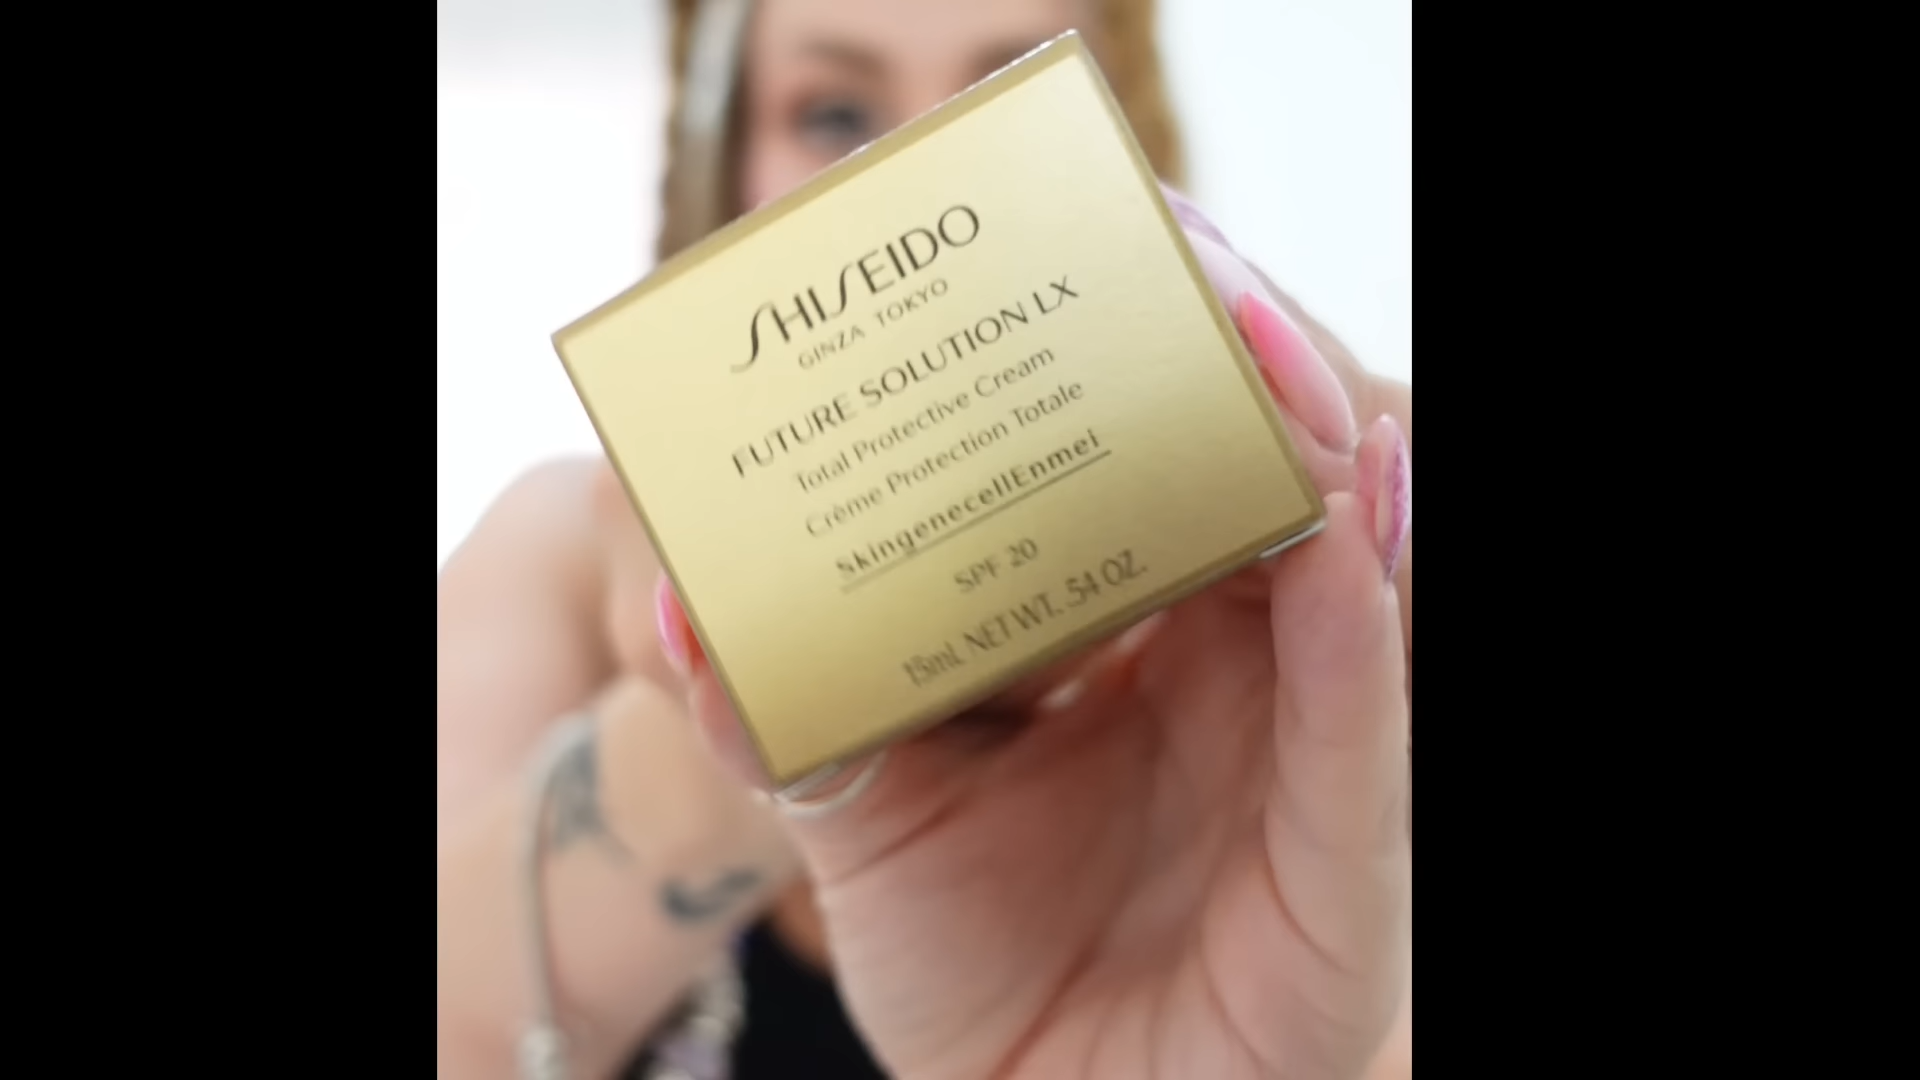 SHISEIDO
GINZA TOKYO
FUTURE SOLUTION LX
Total Protective Cream
Crème Protection Totale
SkingenecellEnmei
SPF 20
15mL NET WT. .54 OZ.